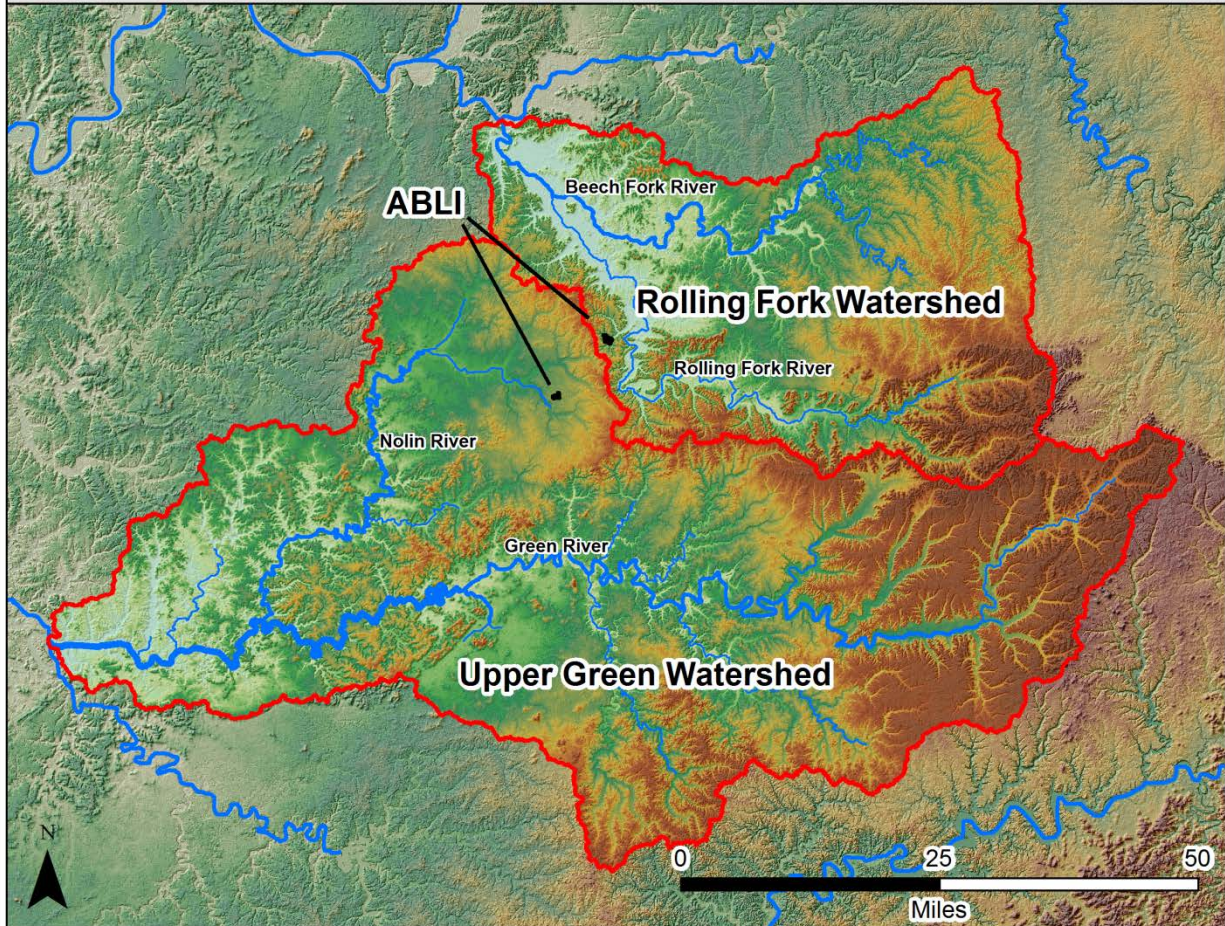 Beech Fork River
ABLI
Rolling Fork Watershed
Rolling Fork River
Nolin River
Green River
Upper Green Watershed
N
0 25 50
Miles